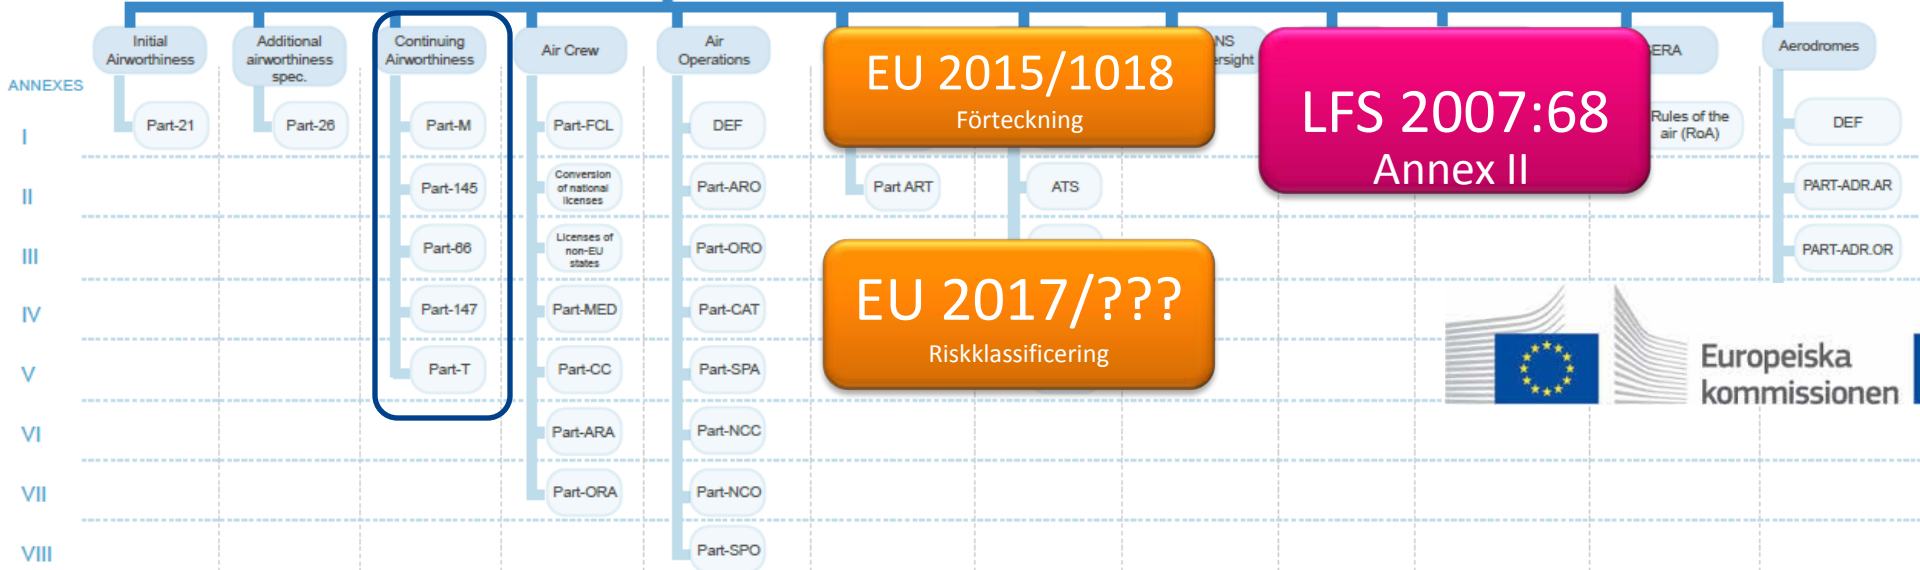 Initial
Airworthiness
Additional
airworthiness
spec.
Continuing
Airworthiness
Air Crew
Air
Operations
EU 2015/1018
Förteckning
LFS 2007:68
Annex II
Aerodromes
ANNEXES
I
Part-21
Part-26
Part-M
Part-FCL
DEF
Rules of the
air (RoA)
DEF
II
Part-145
Conversion
of national
licenses
Part-ARO
Part ART
ATS
PART-ADR.AR
III
Part-66
Licenses of
non-EU
states
Part-ORO
EU 2017/???
Riskklassificering
PART-ADR.OR
IV
Part-147
Part-MED
Part-CAT
V
Part-T
Part-CC
Part-SPA
Europeiska
kommissionen
VI
Part-ARA
Part-NCC
VII
Part-ORA
Part-NCO
VIII
Part-SPO